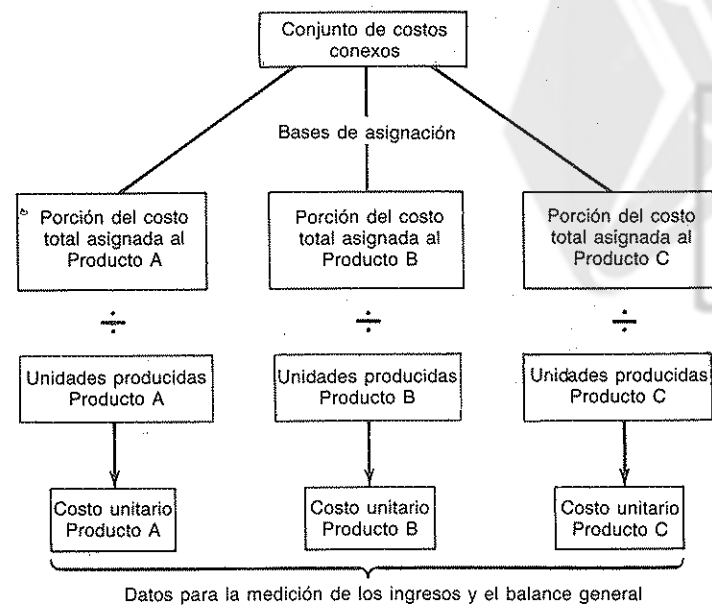 Conjunto de costos
conexos
Bases de asignación
Porción del costo
total asignada al
Producto A
Porción del costo
total asignada al
Producto B
Porción del costo
total asignada al
Producto C
÷
÷
÷
Unidades producidas
Producto A
Unidades producidas
Producto B
Unidades producidas
Producto C
Costo unitario
Producto A
Costo unitario
Producto B
Costo unitario
Producto C
Datos para la medición de los ingresos y el balance general